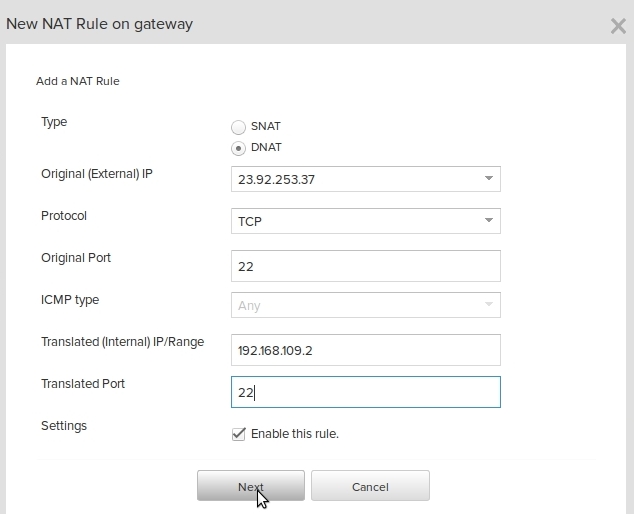 New NAT Rule on gateway
Add a NAT Rule
Type
SNAT
DNAT
Original (External) IP
23.92.253.37
Protocol
TCP
Original Port
22
ICMP type
Any
Translated (Internal) IP/Range
192.168.109.2
Translated Port
22
Settings
Enable this rule.
Next
Cancel